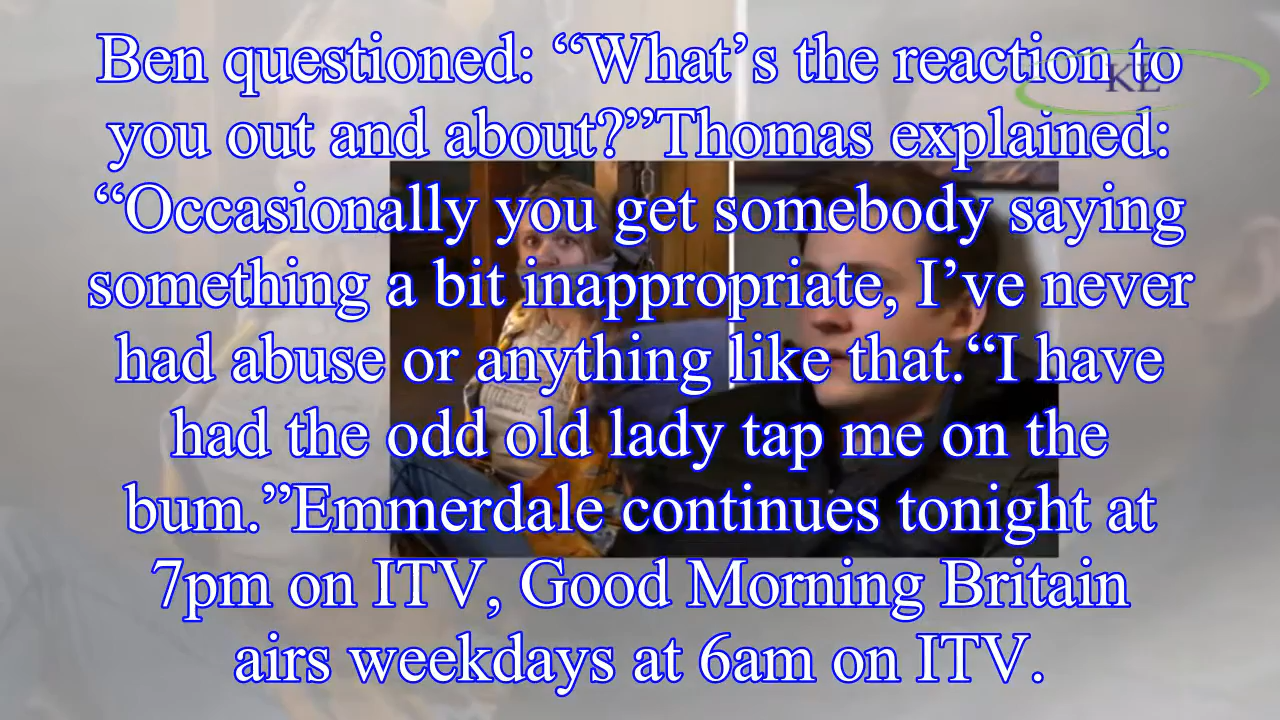 Ben questioned: “What’s the reaction to
you out and about?”Thomas explained:
“Occasionally you get somebody saying
something a bit inappropriate, I’ve never
had abuse or anything like that.“I have
had the odd old lady tap me on the
bum.”Emmerdale continues tonight at
7pm on ITV, Good Morning Britain
airs weekdays at 6am on ITV.
KL